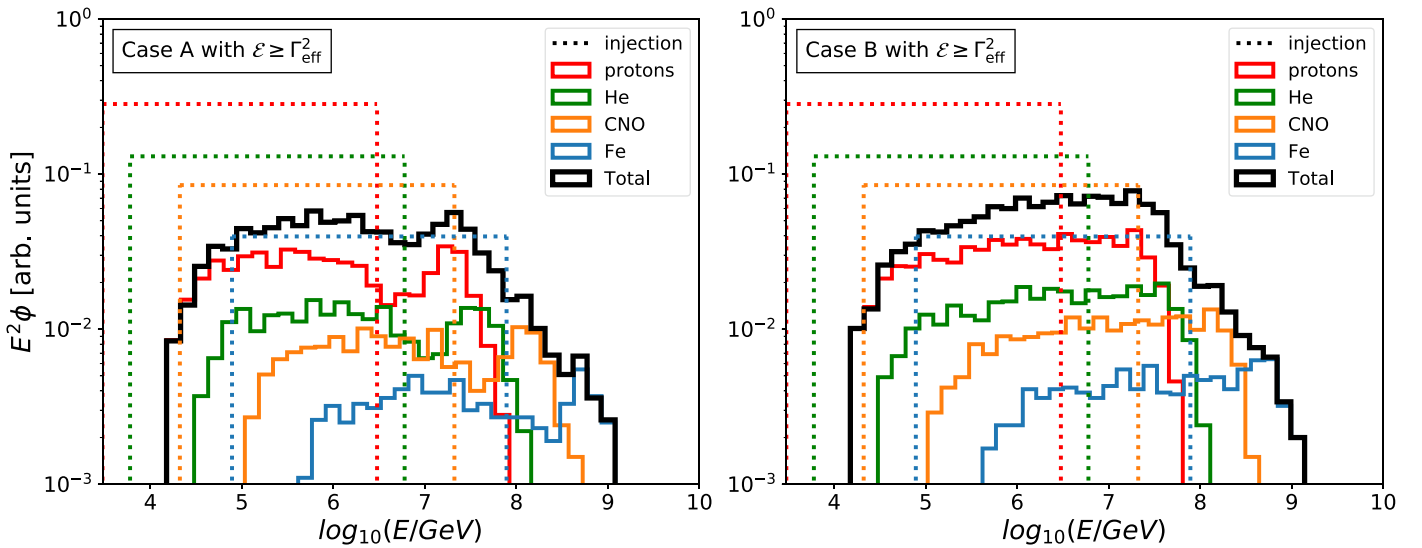 Case A with ℰ ≥ Γ²eff
injection
protons
He
CNO
Fe
Total
E²ϕ [arb. units]
10⁰
10⁻¹
10⁻²
10⁻³
4 5 6 7 8 9 10
log₁₀(E/GeV)
Case B with ℰ ≥ Γ²eff
injection
protons
He
CNO
Fe
Total
10⁰
10⁻¹
10⁻²
10⁻³
4 5 6 7 8 9 10
log₁₀(E/GeV)